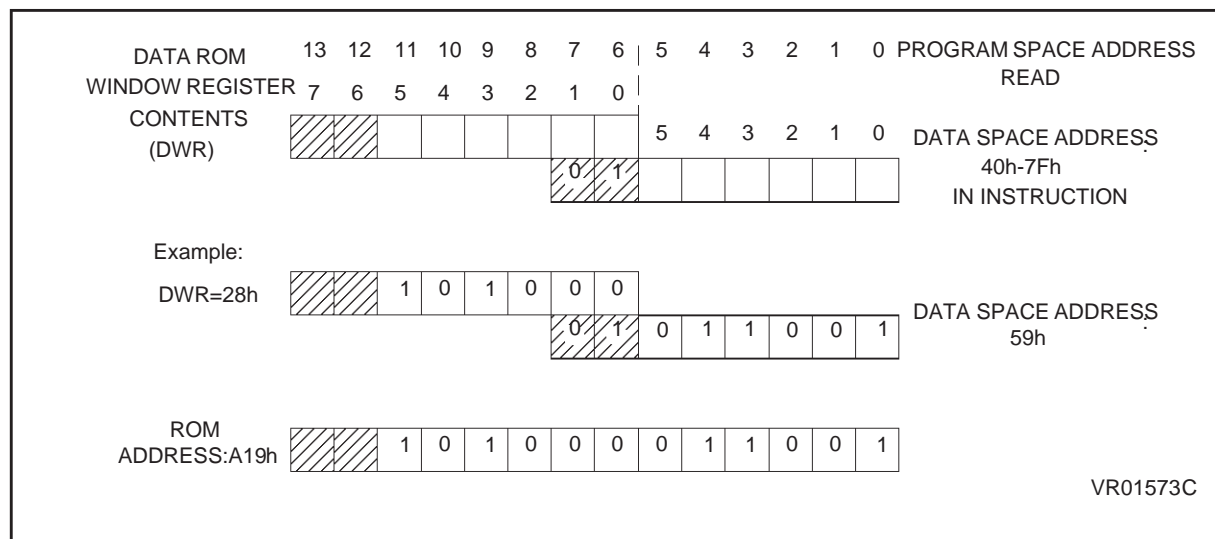 DATA ROM
WINDOW REGISTER
CONTENTS
(DWR)
13 12 11 10 9 8 7 6 5 4 3 2 1 0
PROGRAM SPACE ADDRESS
READ
7 6 5 4 3 2 1 0
5 4 3 2 1 0
DATA SPACE ADDRESS :
40h-7Fh
IN INSTRUCTION
0 1
Example:
DWR=28h
1 0 1 0 0 0
0 1 0 1 1 0 0 1
DATA SPACE ADDRESS :
59h
ROM
ADDRESS:A19h
1 0 1 0 0 0 0 1 1 0 0 1
VR01573C